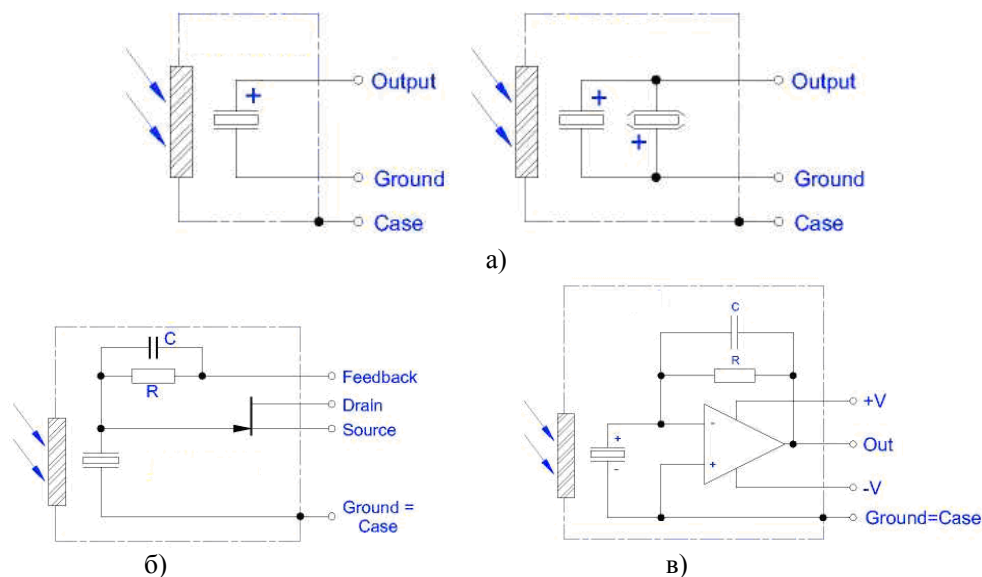 +
Output
Ground
Case
+
+
Output
Ground
Case
а)
C
R
Feedback
Drain
Source
Ground =
Case
б)
C
R
+
-
-
+
+V
Out
-V
Ground=Case
в)